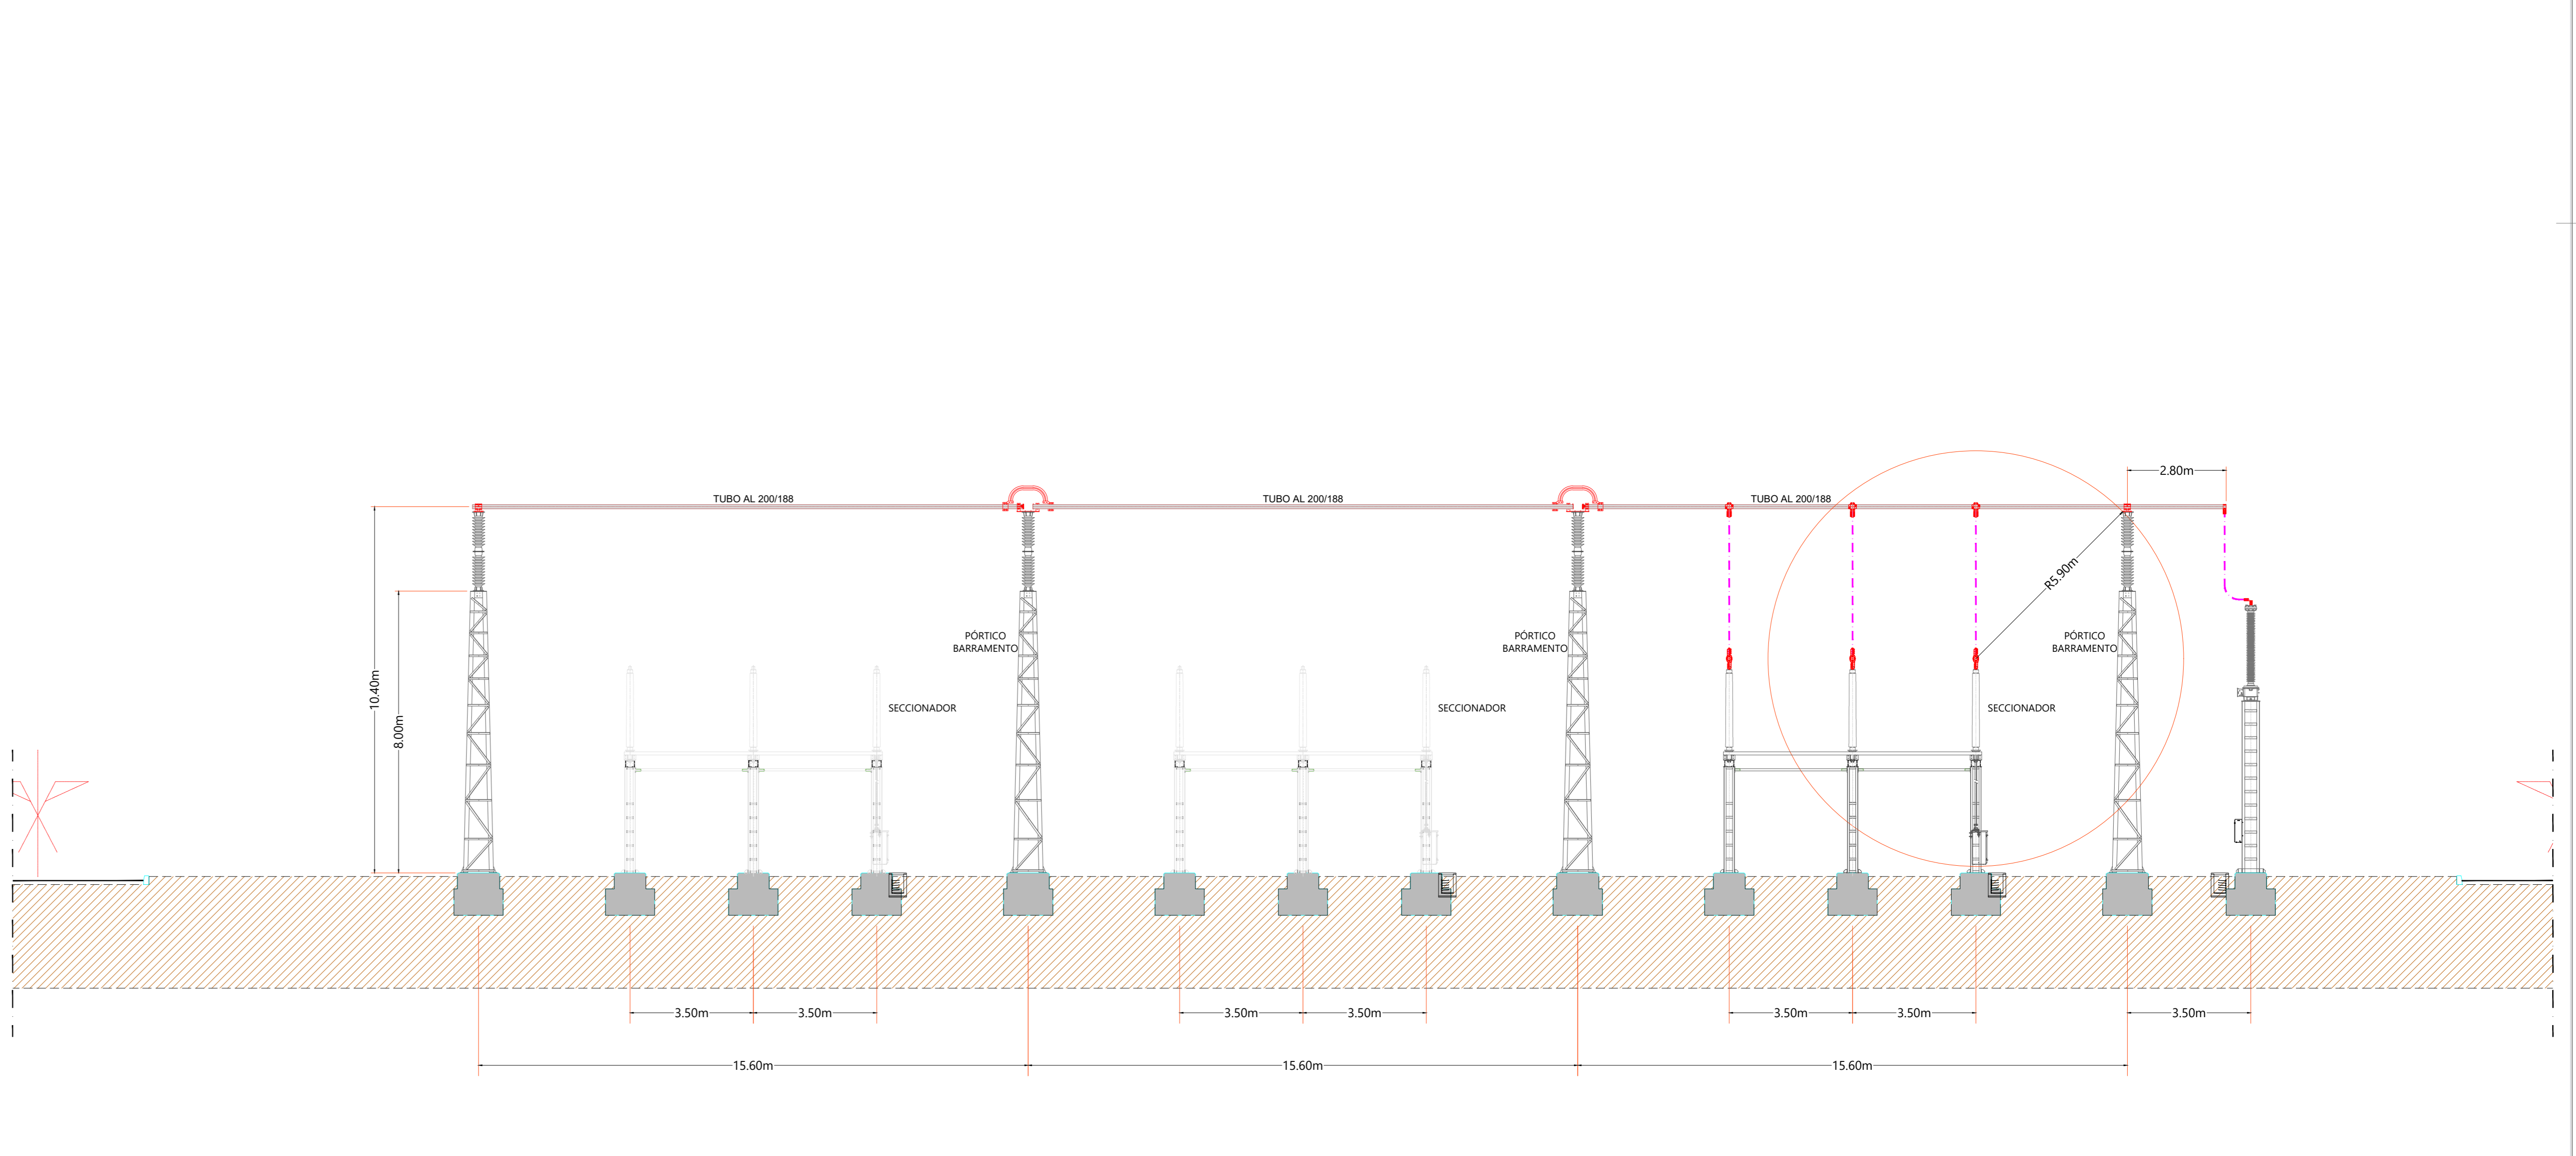 2.80m
TUBO AL 200/188
TUBO AL 200/188
TUBO AL 200/188
R5.90m
PÓRTICO
BARRAMENTO
PÓRTICO
BARRAMENTO
PÓRTICO
BARRAMENTO
10.40m
8.00m
SECCIONADOR
SECCIONADOR
SECCIONADOR
3.50m
3.50m
3.50m
3.50m
3.50m
3.50m
3.50m
15.60m
15.60m
15.60m